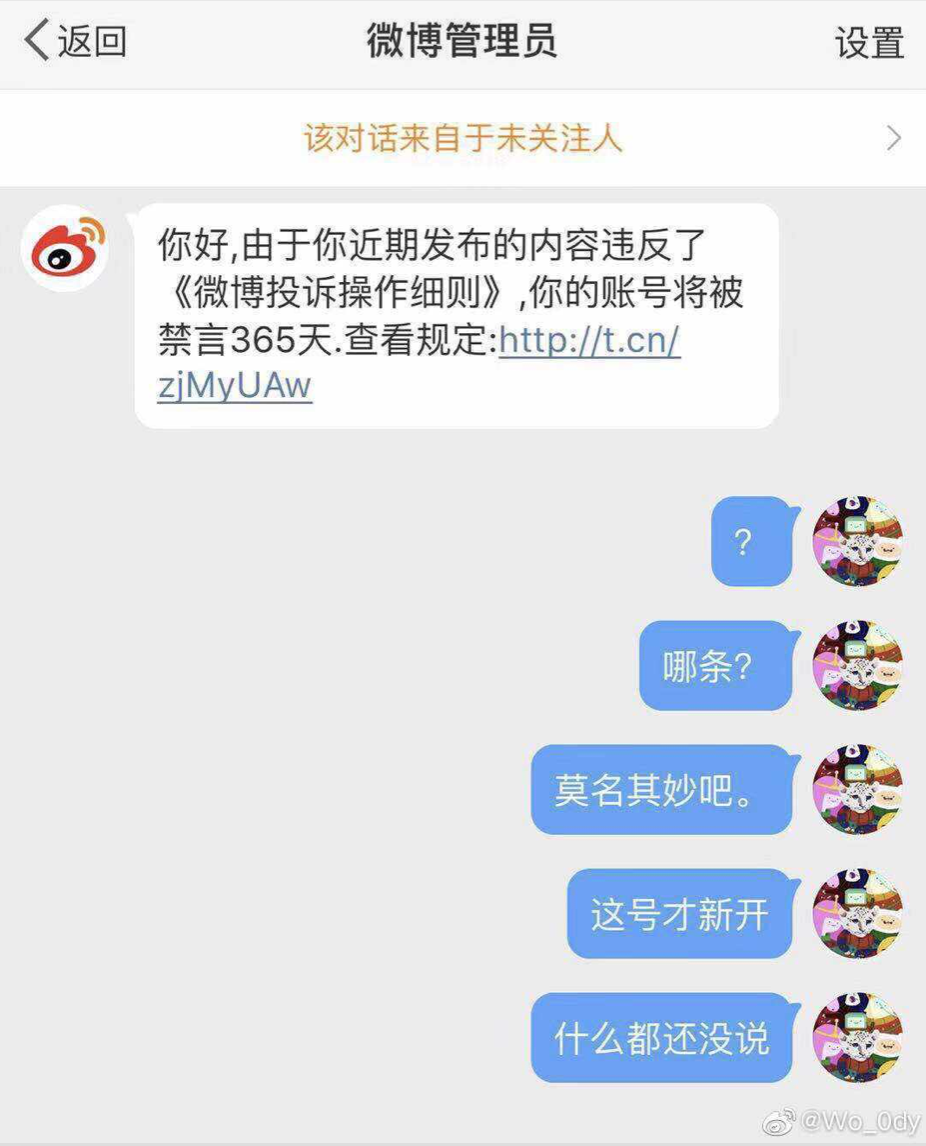 返回
微博管理员
设置
该对话来自于未关注人
你好,由于你近期发布的内容违反了
《微博投诉操作细则》,你的账号将被
禁言365天.查看规定:http://t.cn/
zjMyUAw
?
哪条?
莫名其妙吧。
这号才新开
什么都还没说
@Wo_0dy